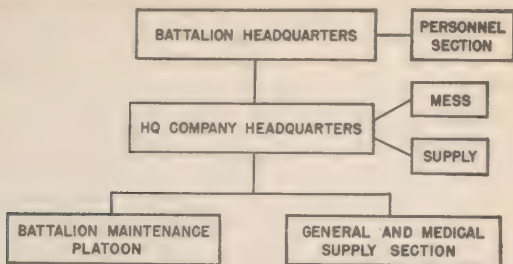 BATTALION HEADQUARTERS
PERSONNEL
SECTION
HQ COMPANY HEADQUARTERS
MESS
SUPPLY
BATTALION MAINTENANCE
PLATOON
GENERAL AND MEDICAL
SUPPLY SECTION